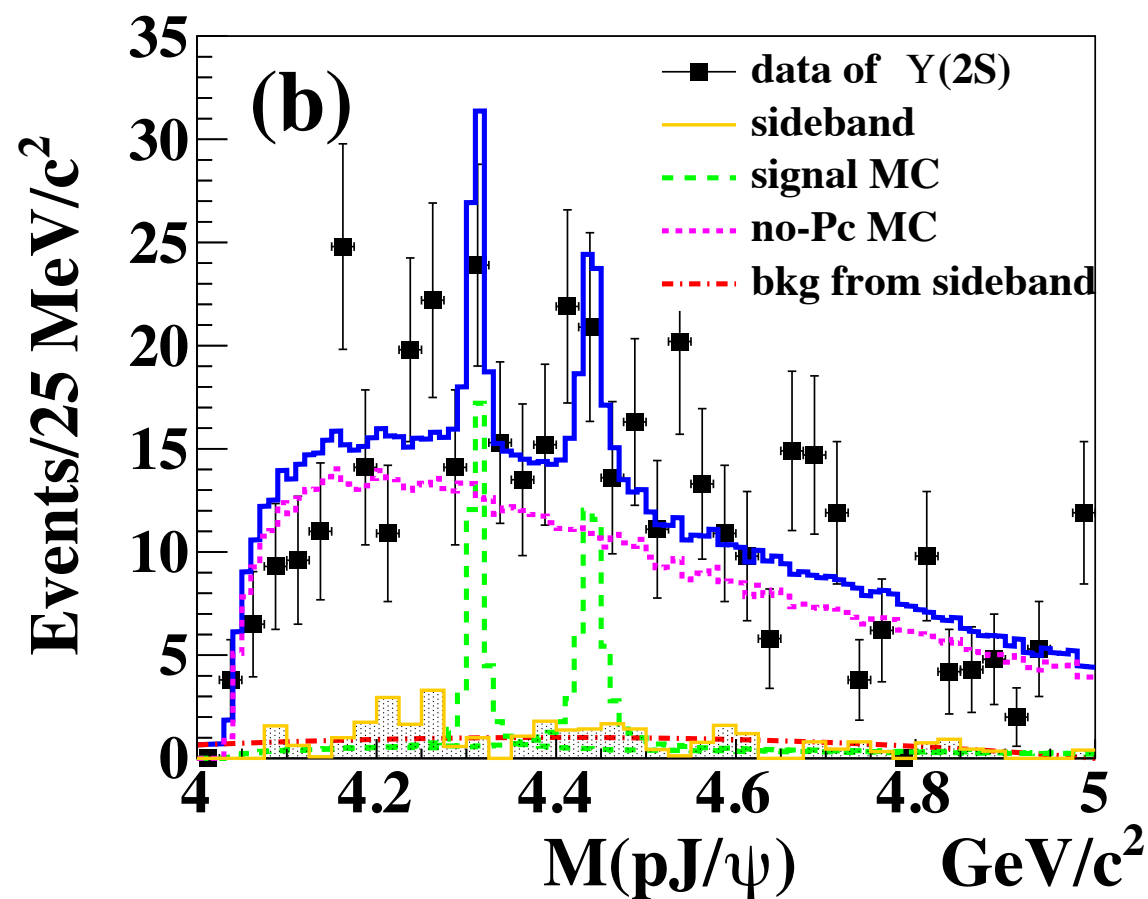 (b)
data of ϒ(2S)
sideband
signal MC
no-Pc MC
bkg from sideband
Events/25 MeV/c²
35
30
25
20
15
10
5
0
4 4.2 4.4 4.6 4.8 5
M(pJ/ψ) GeV/c²